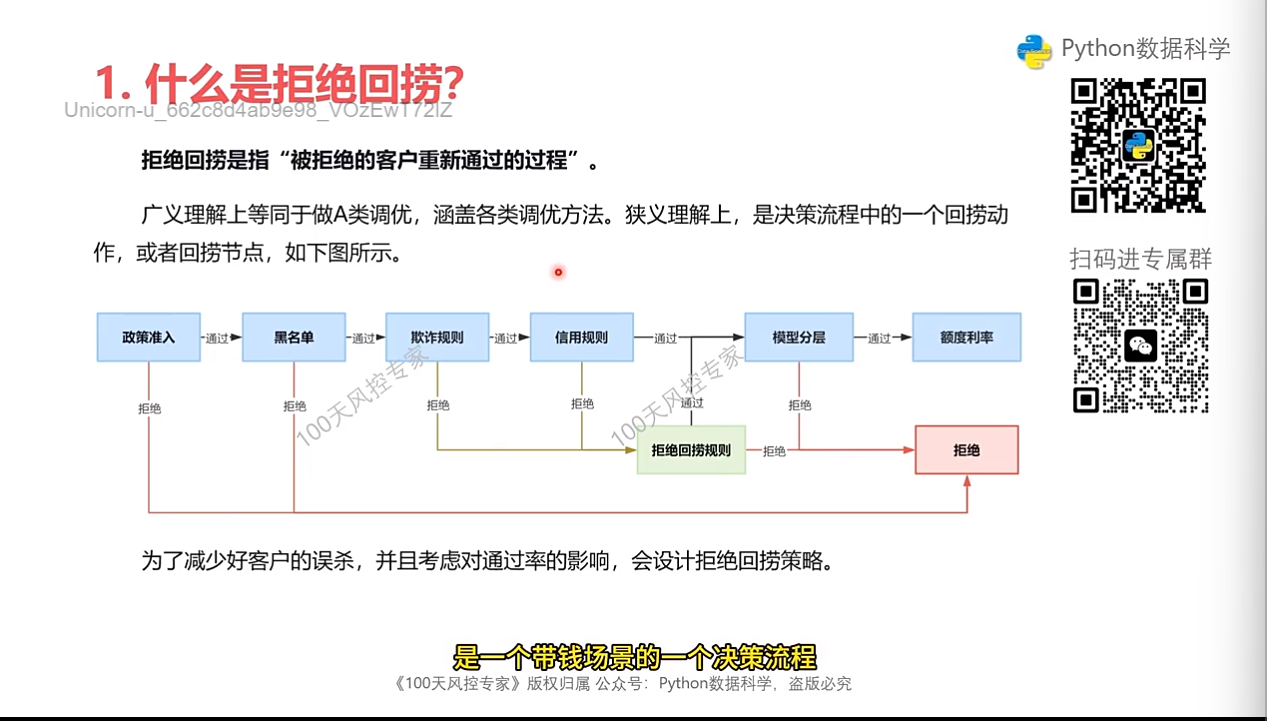 Python数据科学
1. 什么是拒绝回捞？
Unicorn-u_662c8d4ab9e98_VOzEwT72lZ
拒绝回捞是指“被拒绝的客户重新通过的过程”。
广义理解上等同于做A类调优，涵盖各类调优方法。狭义理解上，是决策流程中的一个回捞动
作，或者回捞节点，如下图所示。
扫码进专属群
政策准入 通过 黑名单 通过 欺诈规则 通过 信用规则 通过 模型分层 通过 额度利率
拒绝 拒绝 拒绝 拒绝 通过 拒绝
100天风控专家 100天风控专家
拒绝回捞规则 拒绝 拒绝
为了减少好客户的误杀，并且考虑对通过率的影响，会设计拒绝回捞策略。
是一个带钱场景的一个决策流程
《100天风控专家》版权归属 公众号：Python数据科学，盗版必究